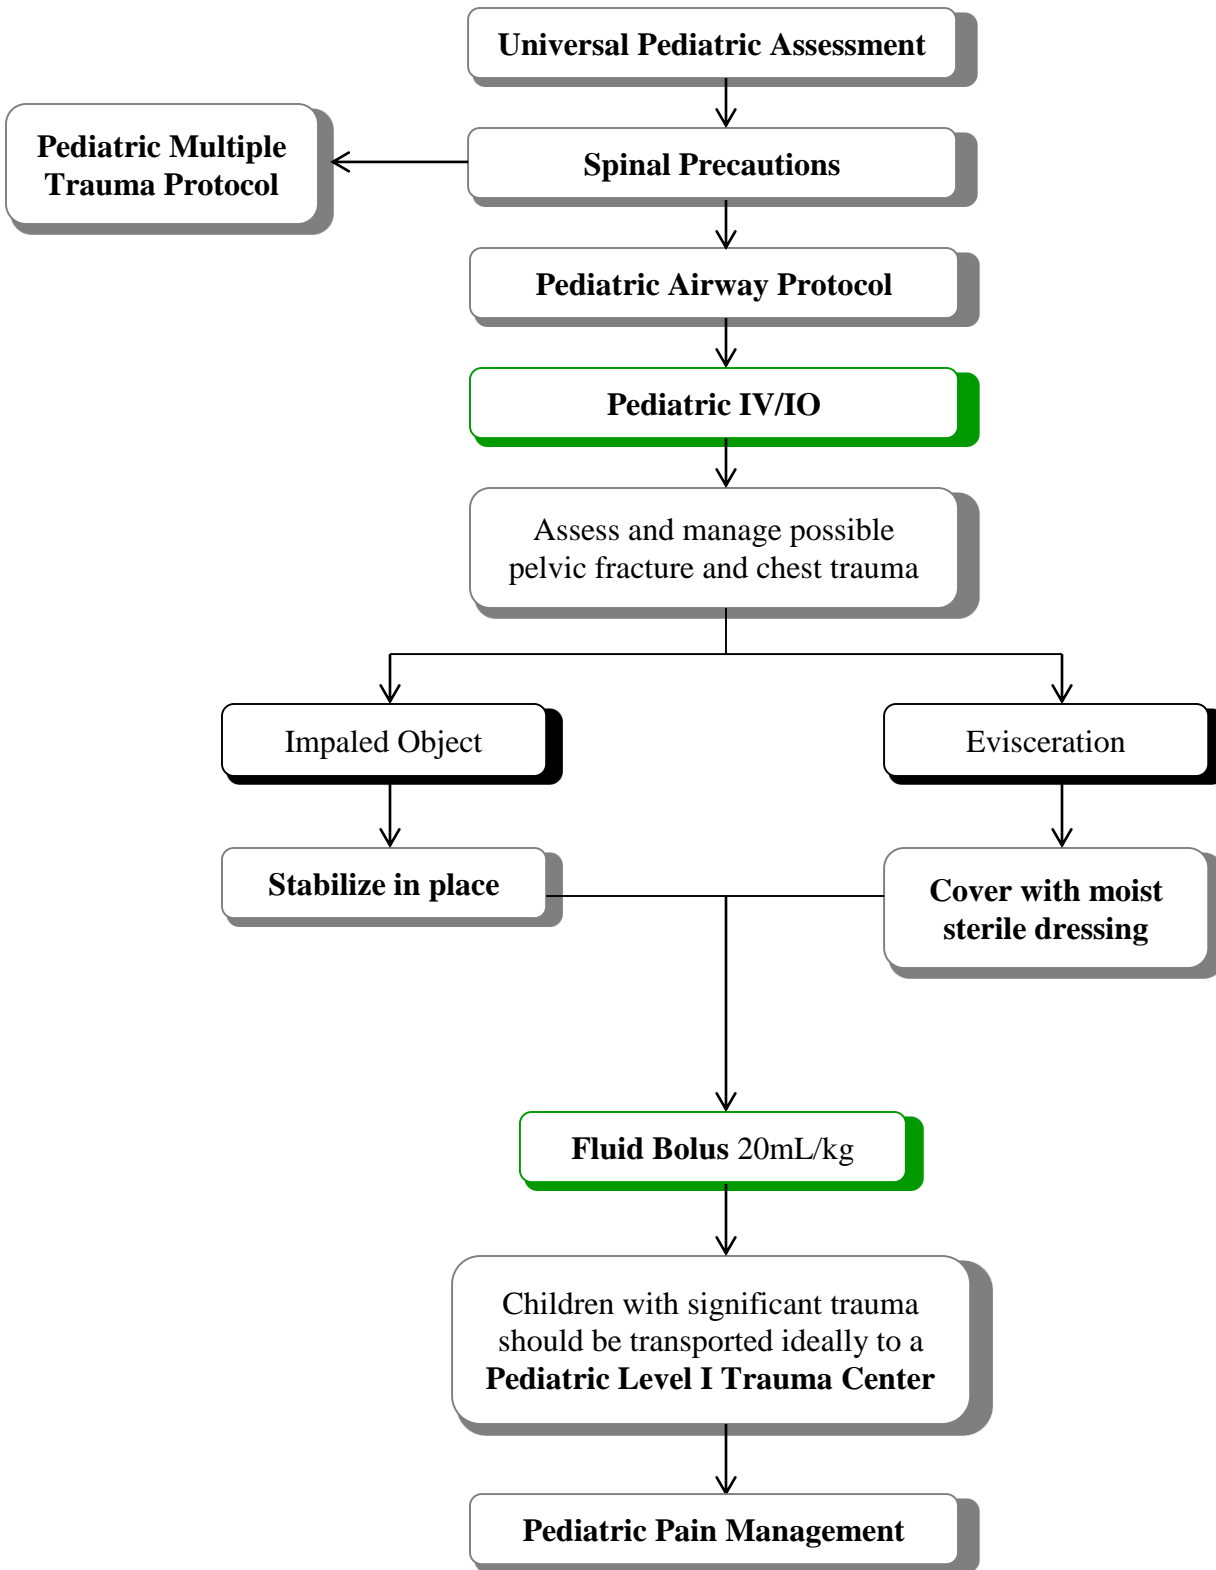 Universal Pediatric Assessment
Pediatric Multiple
Trauma Protocol
Spinal Precautions
Pediatric Airway Protocol
Pediatric IV/IO
Assess and manage possible
pelvic fracture and chest trauma
Impaled Object
Evisceration
Stabilize in place
Cover with moist
sterile dressing
Fluid Bolus 20mL/kg
Children with significant trauma
should be transported ideally to a
Pediatric Level I Trauma Center
Pediatric Pain Management